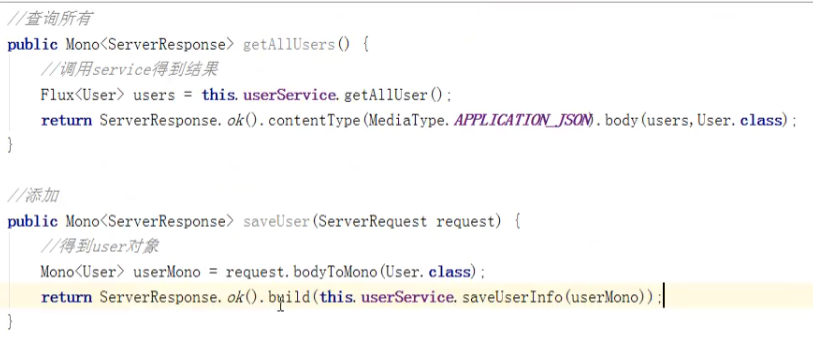 //查询所有
public Mono<ServerResponse> getAllUsers() {
//调用service得到结果
Flux<User> users = this.userService.getAllUser();
return ServerResponse.ok().contentType(MediaType.APPLICATION_JSON).body(users,User.class);
}
//添加
public Mono<ServerResponse> saveUser(ServerRequest request) {
//得到user对象
Mono<User> userMono = request.bodyToMono(User.class);
return ServerResponse.ok().build(this.userService.saveUserInfo(userMono));
}